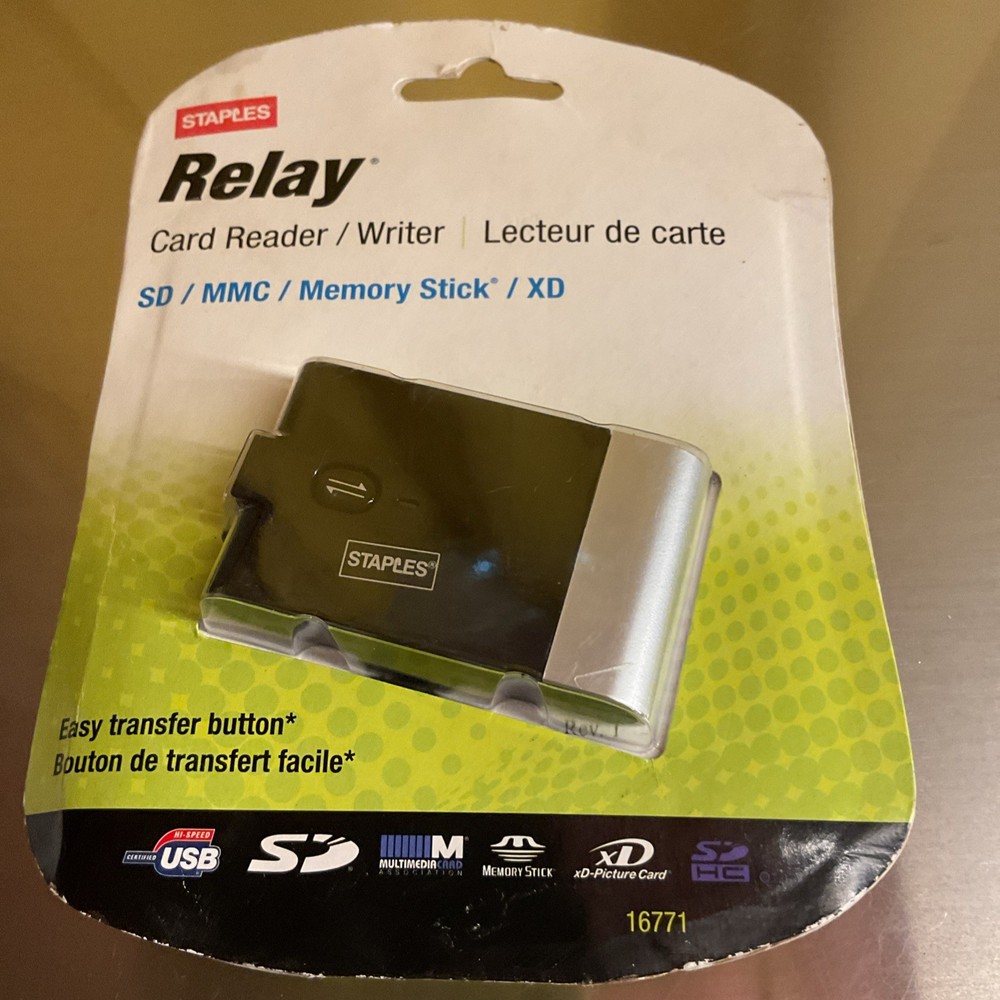 STAPLES
Relay®
Card Reader / Writer | Lecteur de carte
SD / MMC / Memory Stick® / XD
STAPLES®
Rev. 1
Easy transfer button*
Bouton de transfert facile*
HI-SPEED
CERTIFIED USB
SD
M
MULTIMEDIACARD
ASSOCIATION
MEMORY STICK
xD
xD-Picture Card
SD
HC
16771